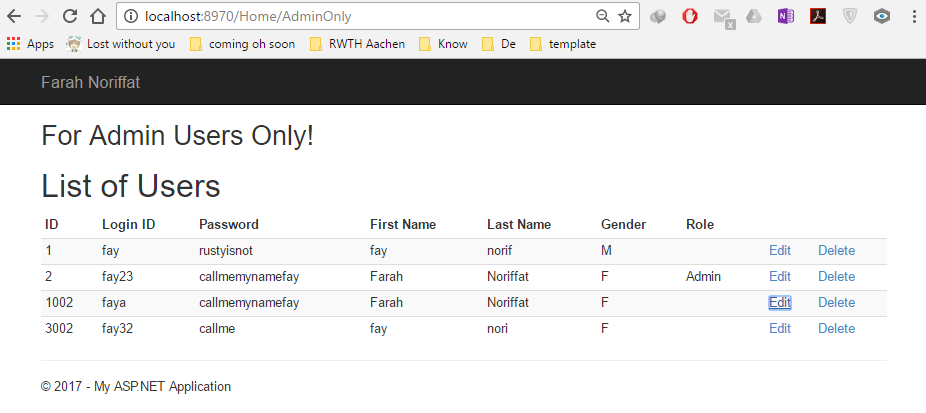 localhost:8970/Home/AdminOnly
Apps Lost without you coming oh soon RWTH Aachen Know De template
Farah Noriffat
For Admin Users Only!
List of Users
ID Login ID Password First Name Last Name Gender Role
1 fay rustyisnot fay norif M Edit Delete
2 fay23 callmemynamefay Farah Noriffat F Admin Edit Delete
1002 faya callmemynamefay Farah Noriffat F Edit Delete
3002 fay32 callme fay nori F Edit Delete
© 2017 - My ASP.NET Application